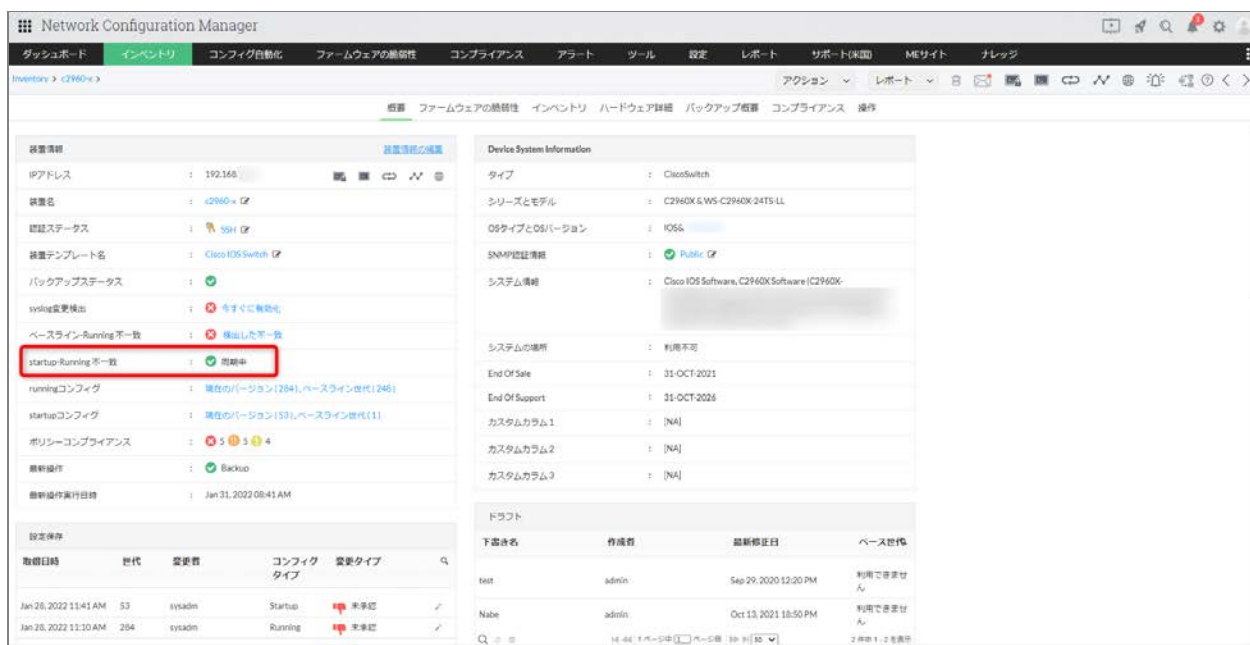 Network Configuration Manager
ダッシュボード インベントリ コンフィグ自動化 ファームウェアの脆弱性 コンプライアンス アラート ツール 設定 レポート サポート(米国) MEサイト ナレッジ
Inventory > c2960-x >
アクション レポート
概要 ファームウェアの脆弱性 インベントリ ハードウェア詳細 バックアップ概要 コンプライアンス 操作
装置情報 装置情報の編集
IPアドレス : 192.168
装置名 : c2960-x
認証ステータス : SSH
装置テンプレート名 : Cisco IOS Switch
バックアップステータス :
syslog変更検出 : 今すぐに有効化
ベースライン-Running 不一致 : 検出した不一致
startup-Running 不一致 : 同期中
runningコンフィグ : 現在のバージョン(284),ベースライン世代(248)
startupコンフィグ : 現在のバージョン(53),ベースライン世代(1)
ポリシーコンプライアンス : 5 5 4
最新操作 : Backup
最新操作実行日時 : Jan 31, 2022 08:41 AM
設定保存
取得日時 世代 変更者 コンフィグタイプ 変更タイプ
Jan 28, 2022 11:41 AM 53 sysadm Startup 未承認
Jan 28, 2022 11:10 AM 284 sysadm Running 未承認
Device System Information
タイプ : CiscoSwitch
シリーズとモデル : C2960X & WS-C2960X-24TS-LL
OSタイプとOSバージョン : IOS&
SNMP認証情報 : Public
システム情報 : Cisco IOS Software, C2960X Software (C2960X-
システムの場所 : 利用不可
End Of Sale : 31-OCT-2021
End Of Support : 31-OCT-2026
カスタムカラム1 : [NA]
カスタムカラム2 : [NA]
カスタムカラム3 : [NA]
ドラフト
下書き名 作成者 最新修正日 ベース世代
test admin Sep 29, 2020 12:20 PM 利用できません
Nabe admin Oct 13, 2021 18:50 PM 利用できません
1 ページ中 1 ページ目 50
2 件中 1 - 2 を表示